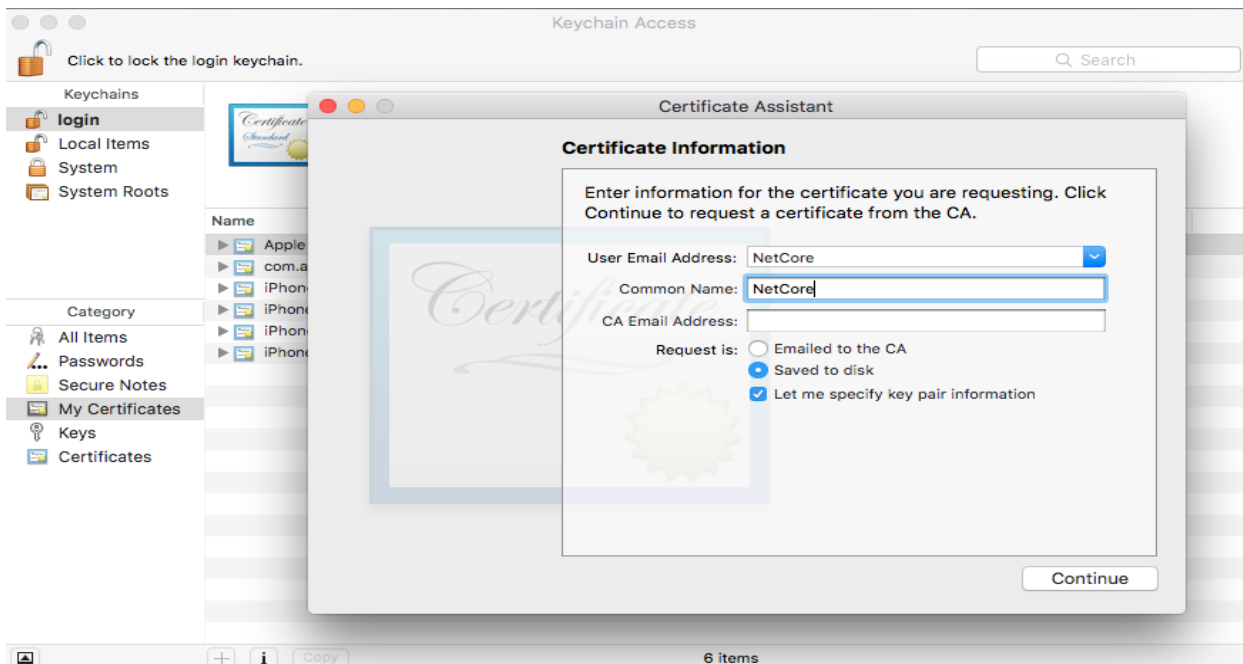 Keychain Access
Click to lock the login keychain.
Search
Keychains
login
Local Items
System
System Roots
Certificate
Standard
Name
Apple
com.a
iPhon
iPhon
iPhon
iPhon
Category
All Items
Passwords
Secure Notes
My Certificates
Keys
Certificates
Certificate Assistant
Certificate Information
Enter information for the certificate you are requesting. Click
Continue to request a certificate from the CA.
User Email Address: NetCore
Common Name: NetCore
CA Email Address:
Request is: Emailed to the CA
Saved to disk
Let me specify key pair information
Certificate
Continue
Copy
6 items